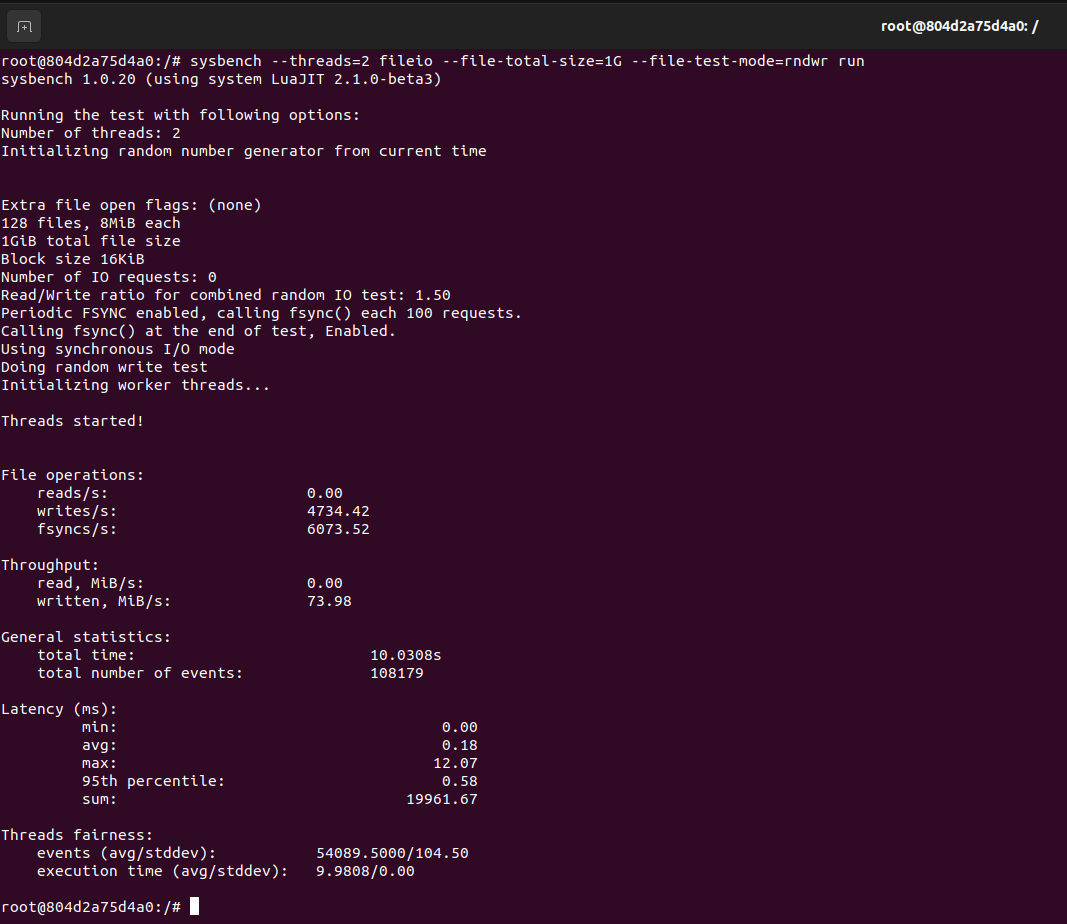 root@804d2a75d4a0: /
root@804d2a75d4a0:/# sysbench --threads=2 fileio --file-total-size=1G --file-test-mode=rndwr run
sysbench 1.0.20 (using system LuaJIT 2.1.0-beta3)
Running the test with following options:
Number of threads: 2
Initializing random number generator from current time
Extra file open flags: (none)
128 files, 8MiB each
1GiB total file size
Block size 16KiB
Number of IO requests: 0
Read/Write ratio for combined random IO test: 1.50
Periodic FSYNC enabled, calling fsync() each 100 requests.
Calling fsync() at the end of test, Enabled.
Using synchronous I/O mode
Doing random write test
Initializing worker threads...
Threads started!
File operations:
reads/s: 0.00
writes/s: 4734.42
fsyncs/s: 6073.52
Throughput:
read, MiB/s: 0.00
written, MiB/s: 73.98
General statistics:
total time: 10.0308s
total number of events: 108179
Latency (ms):
min: 0.00
avg: 0.18
max: 12.07
95th percentile: 0.58
sum: 19961.67
Threads fairness:
events (avg/stddev): 54089.5000/104.50
execution time (avg/stddev): 9.9808/0.00
root@804d2a75d4a0:/#